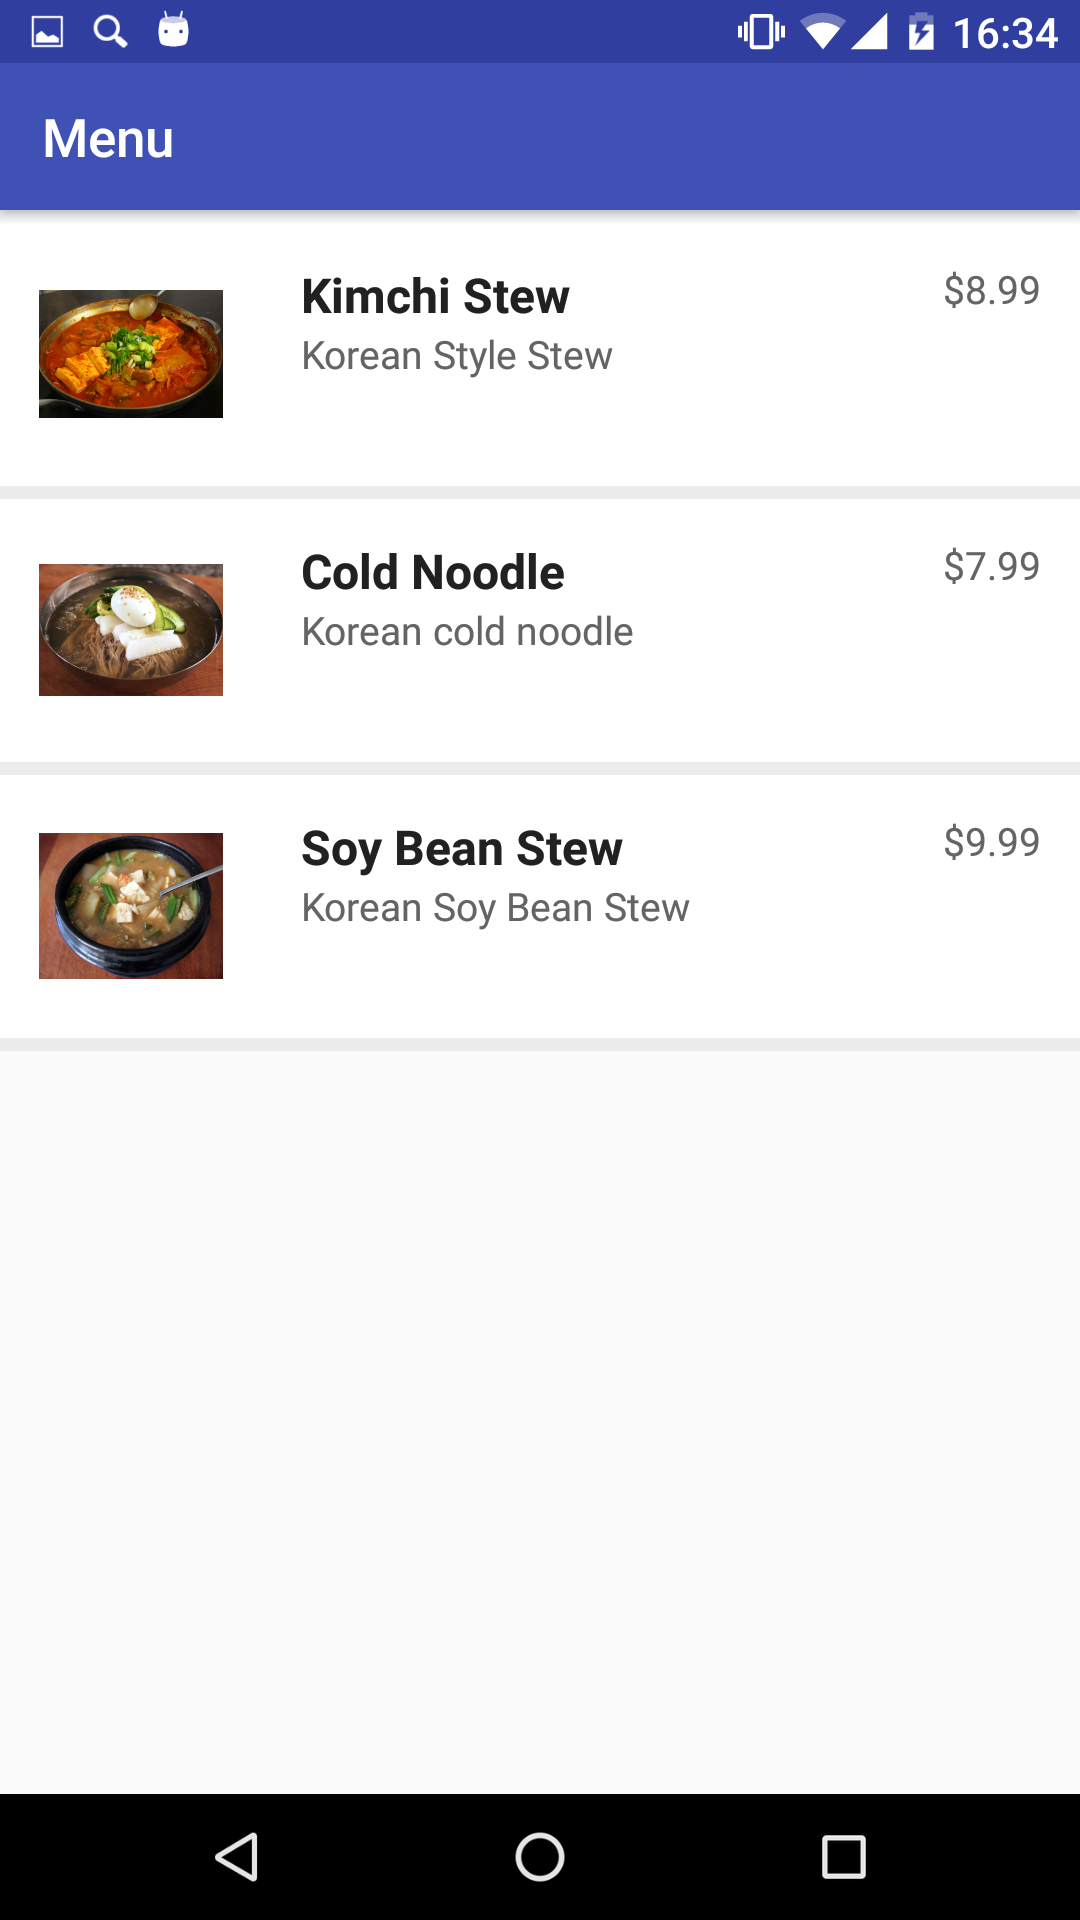 16:34
Menu
Kimchi Stew
$8.99
Korean Style Stew
Cold Noodle
$7.99
Korean cold noodle
Soy Bean Stew
$9.99
Korean Soy Bean Stew